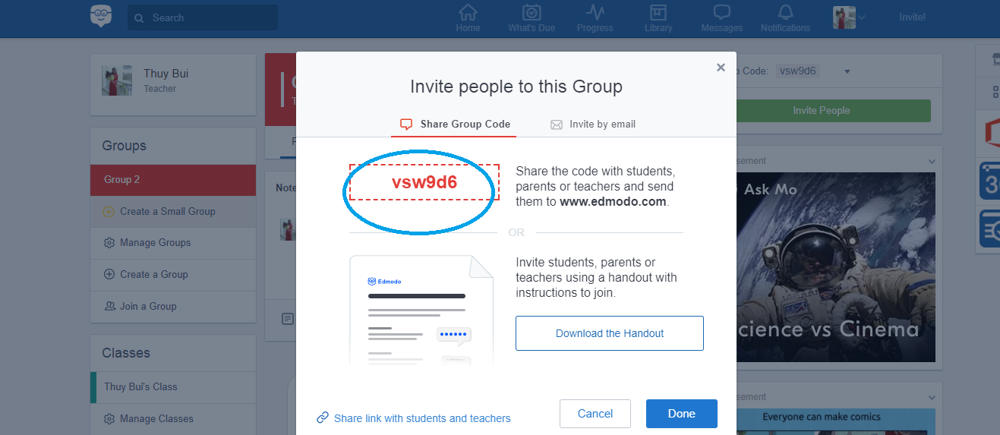 Search
Home
What's Due
Progress
Library
Messages
Notifications
Invite!
Thuy Bui
Teacher
Groups
Group 2
Create a Small Group
Manage Groups
Create a Group
Join a Group
Classes
Thuy Bui's Class
Manage Classes
Note
Invite people to this Group
Share Group Code
Invite by email
vsw9d6
Share the code with students,
parents or teachers and send
them to www.edmodo.com.
OR
Edmodo
Invite students, parents or
teachers using a handout with
instructions to join.
Download the Handout
Share link with students and teachers
Cancel
Done
Code: vsw9d6
Invite People
Ask Mo
cience vs Cinema
Everyone can make comics